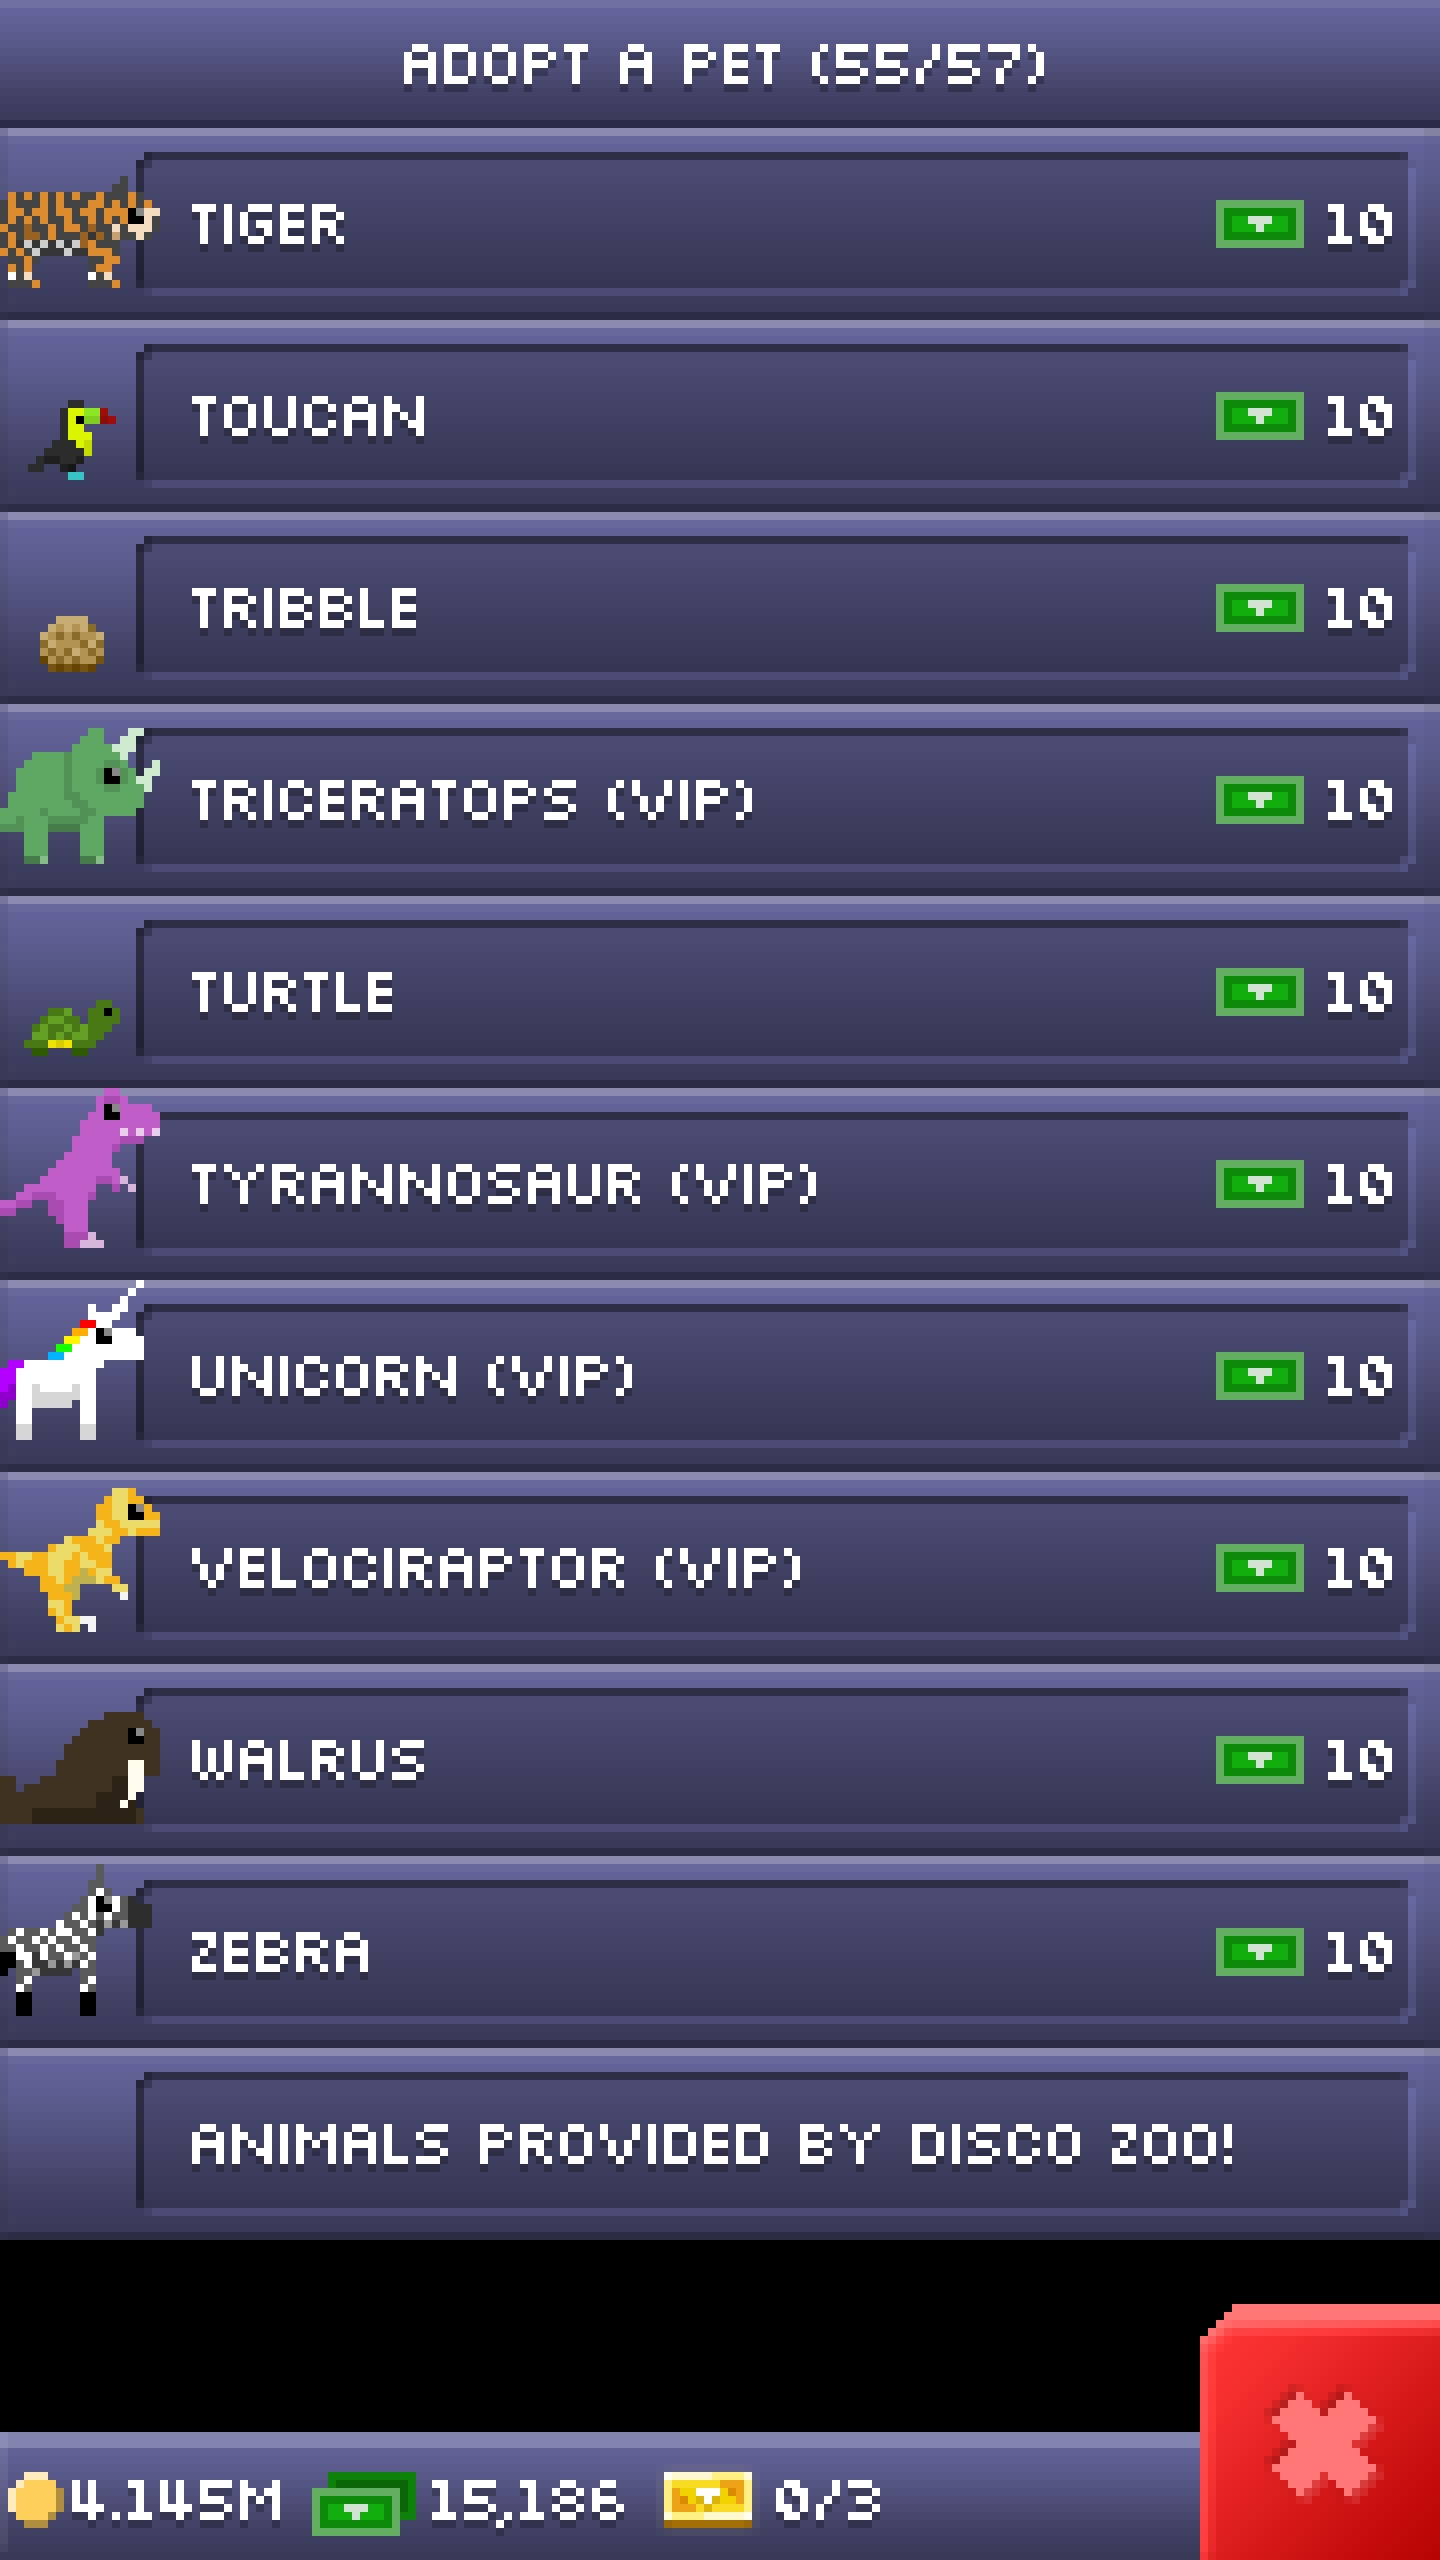 ADOPT A PET (55/57)
TIGER 10
TOUCAN 10
TRIBBLE 10
TRICERATOPS (VIP) 10
TURTLE 10
TYRANNOSAUR (VIP) 10
UNICORN (VIP) 10
VELOCIRAPTOR (VIP) 10
WALRUS 10
ZEBRA 10
ANIMALS PROVIDED BY DISCO ZOO!
4.145M 15,186 0/3